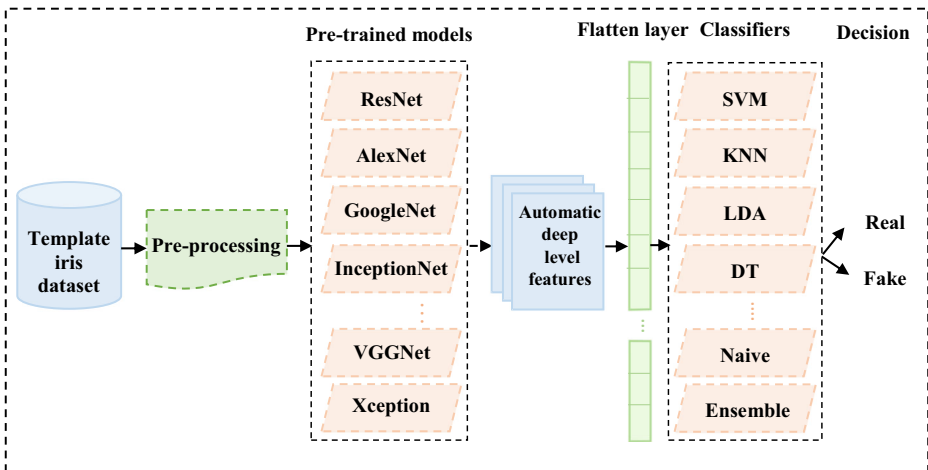 Pre-trained models
Flatten layer
Classifiers
Decision
Template
iris
dataset
Pre-processing
ResNet
AlexNet
GoogleNet
InceptionNet
VGGNet
Xception
Automatic
deep
level
features
SVM
KNN
LDA
DT
Naive
Ensemble
Real
Fake